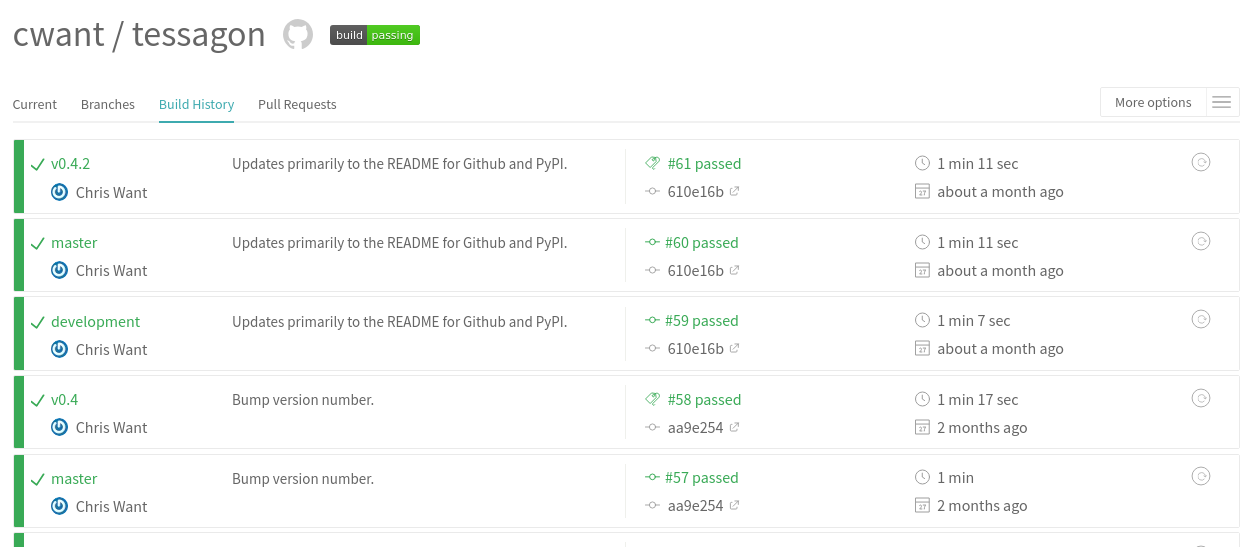 cwant / tessagon build passing
Current Branches Build History Pull Requests More options
v0.4.2 Updates primarily to the README for Github and PyPI. #61 passed 1 min 11 sec
Chris Want 610e16b 27 about a month ago
master Updates primarily to the README for Github and PyPI. #60 passed 1 min 11 sec
Chris Want 610e16b 27 about a month ago
development Updates primarily to the README for Github and PyPI. #59 passed 1 min 7 sec
Chris Want 610e16b 27 about a month ago
v0.4 Bump version number. #58 passed 1 min 17 sec
Chris Want aa9e254 27 2 months ago
master Bump version number. #57 passed 1 min
Chris Want aa9e254 27 2 months ago